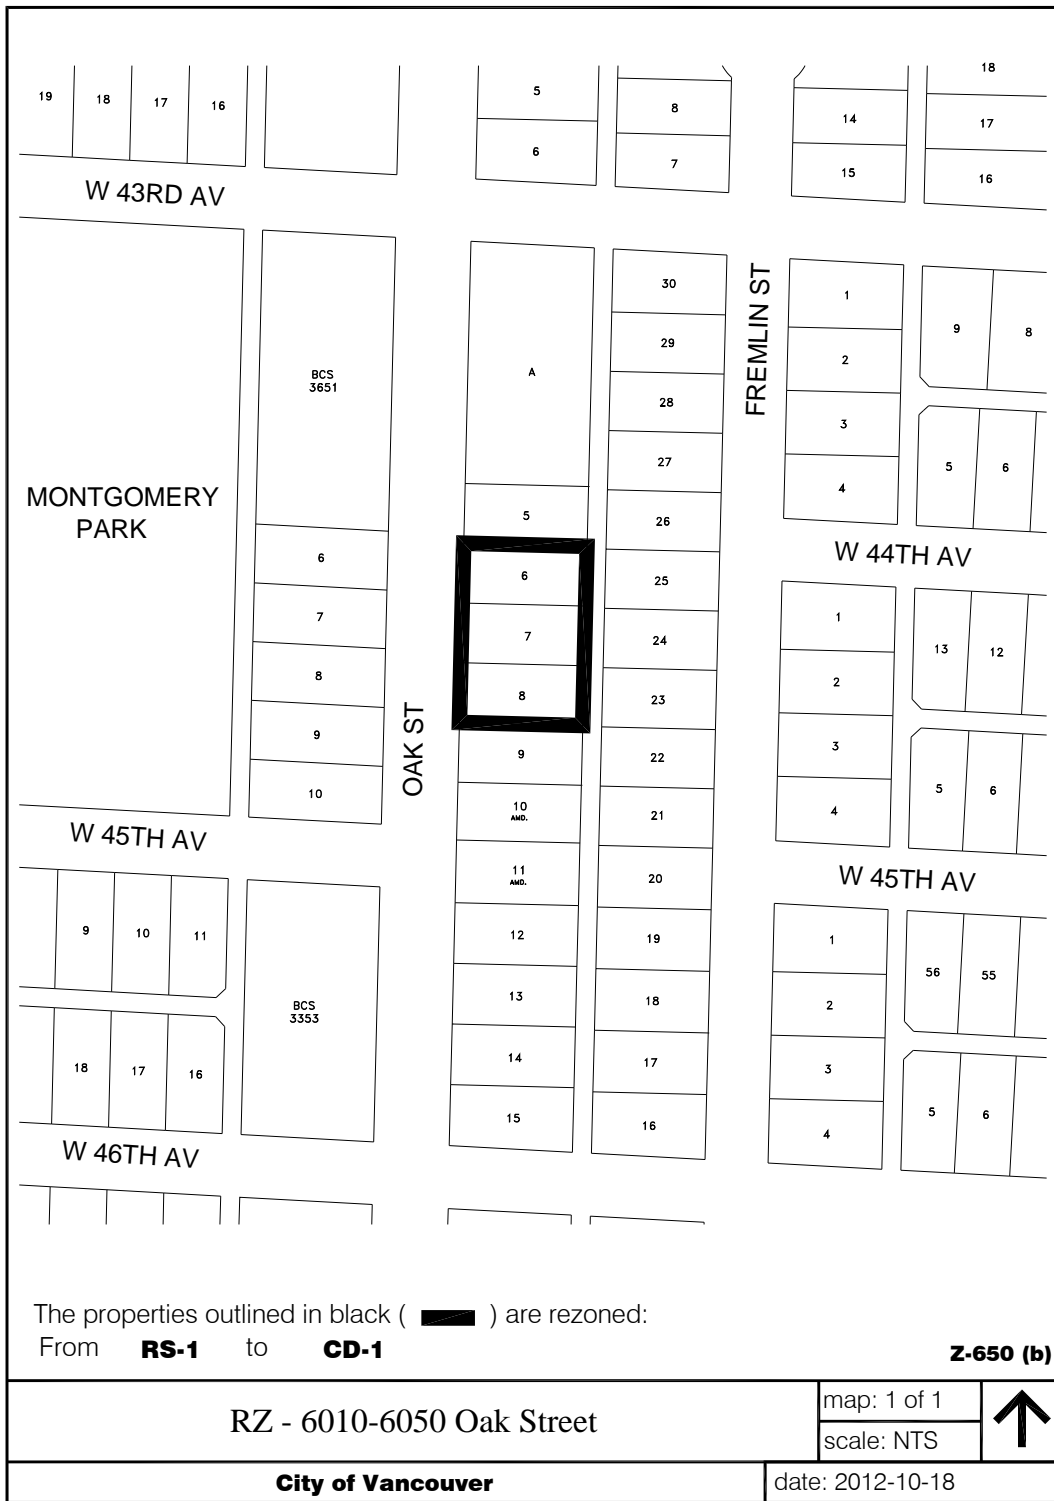 19 18 17 16
5
6
8
7
14
15
18
17
16
W 43RD AV
MONTGOMERY
PARK
BCS
3651
6
7
8
9
10
A
5
6
7
8
9
10
AMD.
11
AMD.
12
13
14
15
30
29
28
27
26
25
24
23
22
21
20
19
18
17
16
OAK ST
FREMLIN ST
1
2
3
4
9 8
5 6
W 44TH AV
1
2
3
4
13 12
5 6
W 45TH AV
W 45TH AV
9 10 11
18 17 16
BCS
3353
1
2
3
4
56 55
5 6
W 46TH AV
The properties outlined in black ( ) are rezoned:
From RS-1 to CD-1
Z-650 (b)
RZ - 6010-6050 Oak Street
map: 1 of 1
scale: NTS
City of Vancouver
date: 2012-10-18